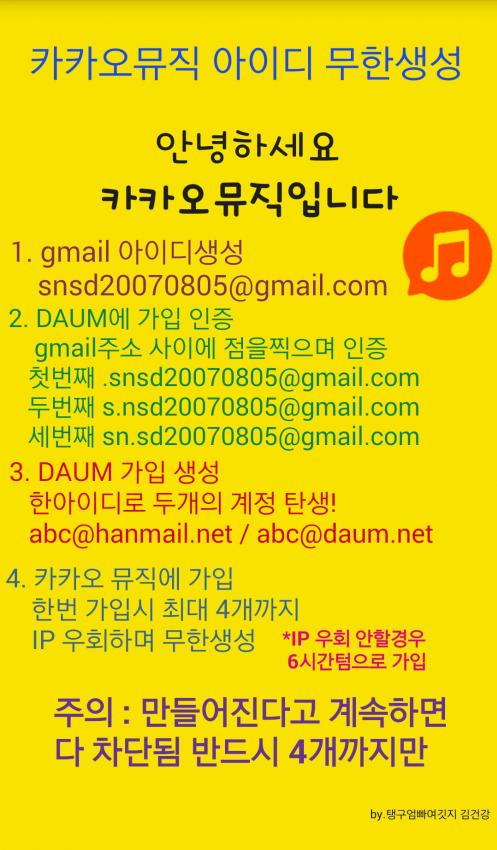 카카오뮤직 아이디 무한생성
안녕하세요
카카오뮤직입니다
1. gmail 아이디생성
snsd20070805@gmail.com
2. DAUM에 가입 인증
gmail주소 사이에 점을찍으며 인증
첫번째 .snsd20070805@gmail.com
두번째 s.nsd20070805@gmail.com
세번째 sn.sd20070805@gmail.com
3. DAUM 가입 생성
한아이디로 두개의 계정 탄생!
abc@hanmail.net / abc@daum.net
4. 카카오 뮤직에 가입
한번 가입시 최대 4개까지
IP 우회하며 무한생성 *IP 우회 안할경우
6시간텀으로 가입
주의 : 만들어진다고 계속하면
다 차단됨 반드시 4개까지만
by.탱구엄빠여깃지 김건강